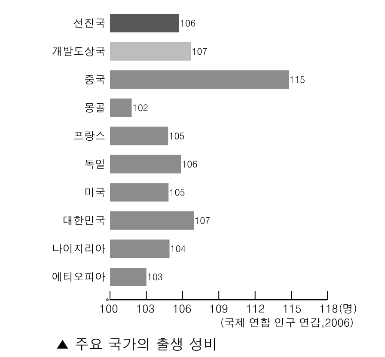 선진국 106
개발도상국 107
중국 115
몽골 102
프랑스 105
독일 106
미국 105
대한민국 107
나이지리아 104
에티오피아 103
100 103 106 109 112 115 118(명)
(국제 연합 인구 연감,2006)
▲ 주요 국가의 출생 성비